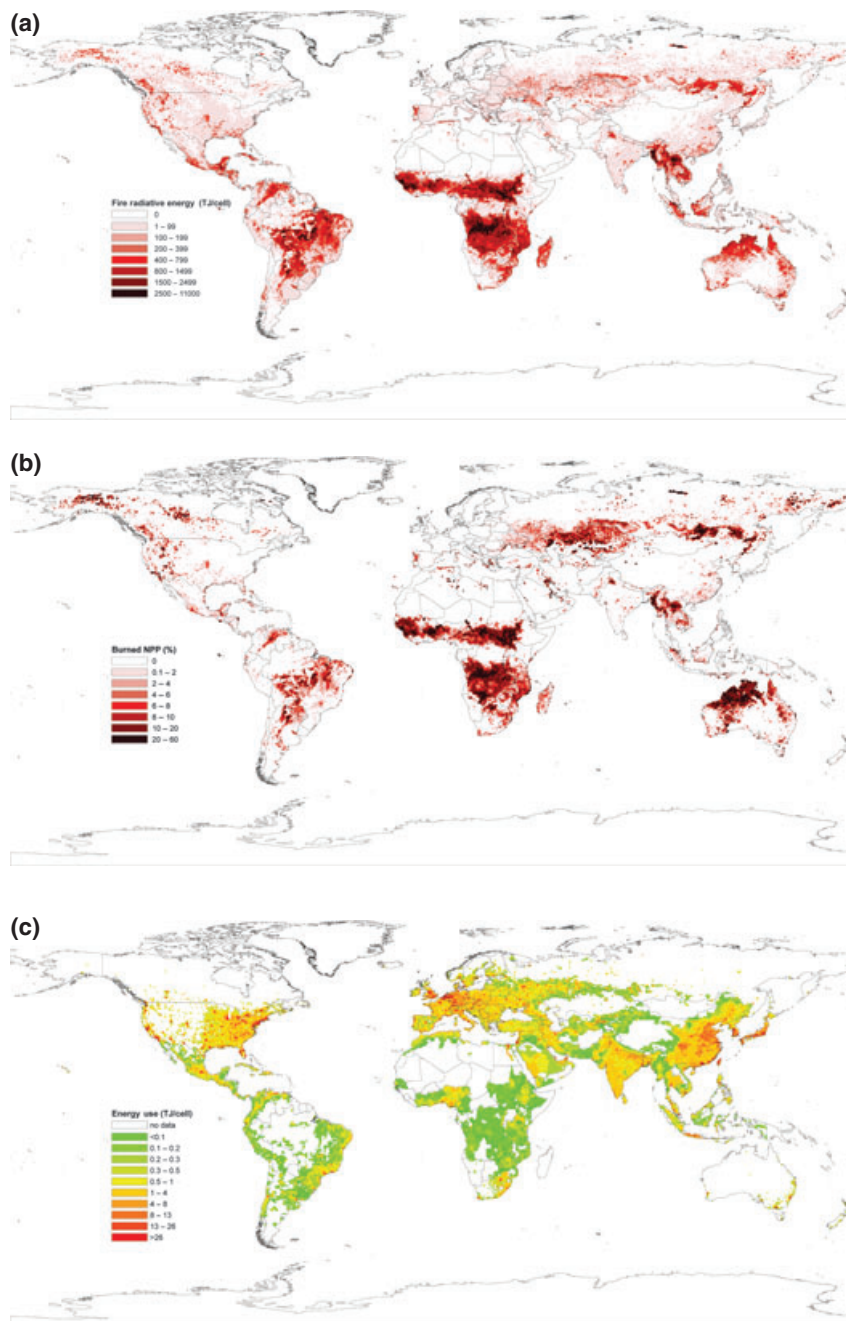 (a)
Fire radiative energy (TJ/cell)
0
1 – 99
100 – 199
200 – 399
400 – 799
800 – 1499
1500 – 2499
2500 – 11000
(b)
Burned NPP (%)
0
0.1 – 2
2 – 4
4 – 6
6 – 8
8 – 10
10 – 20
20 – 60
(c)
Energy use (TJ/cell)
no data
<0.1
0.1 – 0.2
0.2 – 0.3
0.3 – 0.5
0.5 – 1
1 – 4
4 – 8
8 – 13
13 – 26
>26